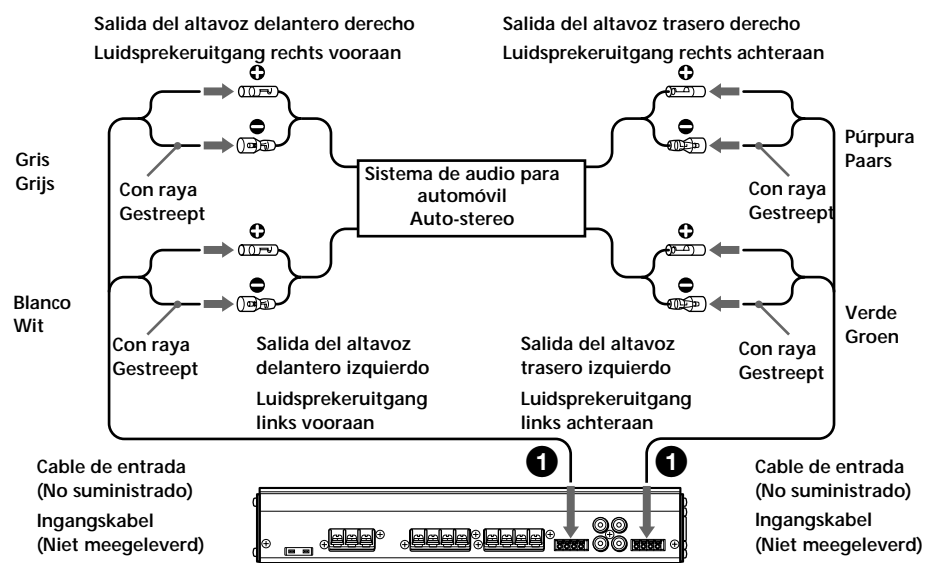 Salida del altavoz delantero derecho
Luidsprekeruitgang rechts vooraan
Salida del altavoz trasero derecho
Luidsprekeruitgang rechts achteraan
Gris
Grijs
Con raya
Gestreept
Sistema de audio para
automóvil
Auto-stereo
Púrpura
Paars
Con raya
Gestreept
Blanco
Wit
Con raya
Gestreept
Salida del altavoz
delantero izquierdo
Luidsprekeruitgang
links vooraan
Salida del altavoz
trasero izquierdo
Luidsprekeruitgang
links achteraan
Con raya
Gestreept
Verde
Groen
Cable de entrada
(No suministrado)
Ingangskabel
(Niet meegeleverd)
1
1
Cable de entrada
(No suministrado)
Ingangskabel
(Niet meegeleverd)